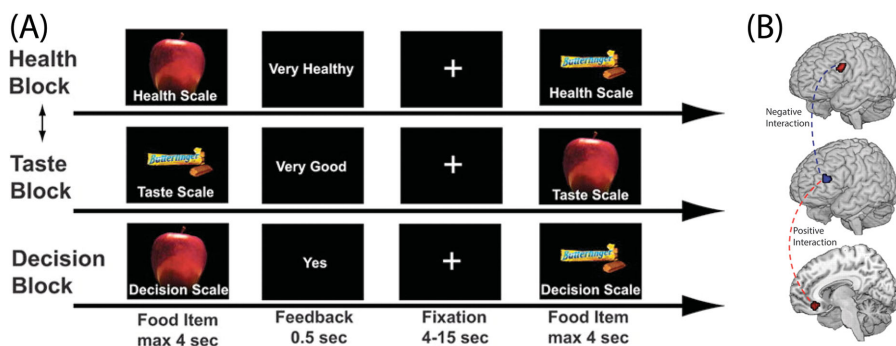 (A)
Health
Block
Health Scale
Very Healthy
+
Butterfinger
Health Scale
Taste
Block
Butterfinger
Taste Scale
Very Good
+
Taste Scale
Decision
Block
Decision Scale
Yes
+
Butterfinger
Decision Scale
Food Item
max 4 sec
Feedback
0.5 sec
Fixation
4-15 sec
Food Item
max 4 sec
(B)
Negative
Interaction
Positive
Interaction